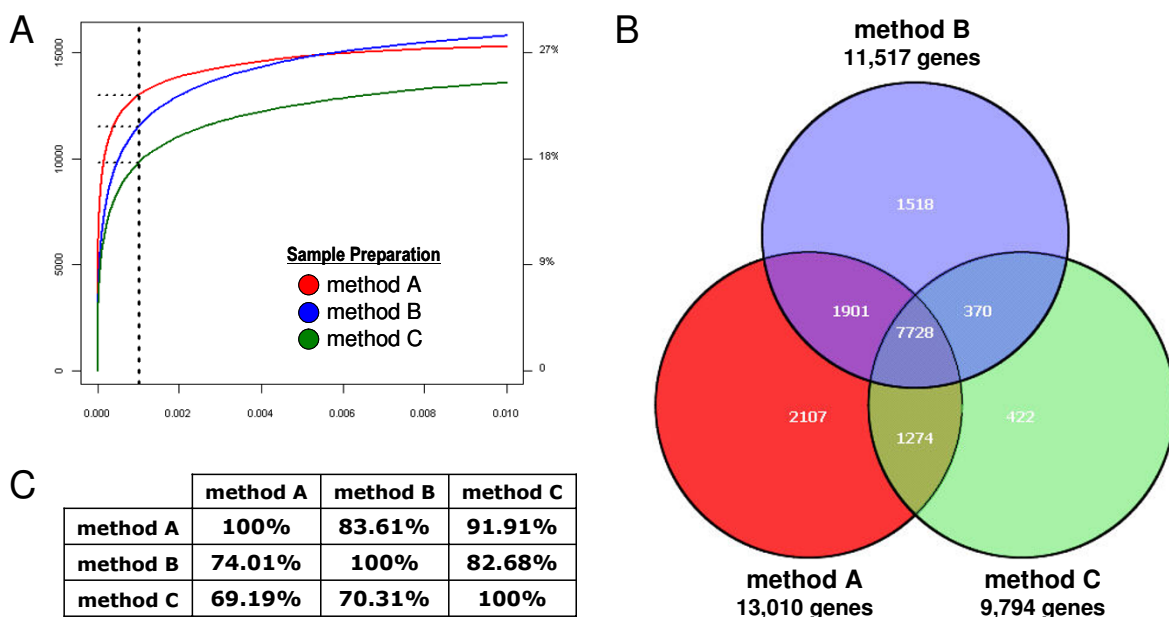 A
15000
10000
5000
0
27%
18%
9%
0
0.000 0.002 0.004 0.006 0.008 0.010
Sample Preparation
method A
method B
method C
B
method B
11,517 genes
1518
1901
7728
370
2107
1274
422
method A
13,010 genes
method C
9,794 genes
C
method A method B method C
method A 100% 83.61% 91.91%
method B 74.01% 100% 82.68%
method C 69.19% 70.31% 100%